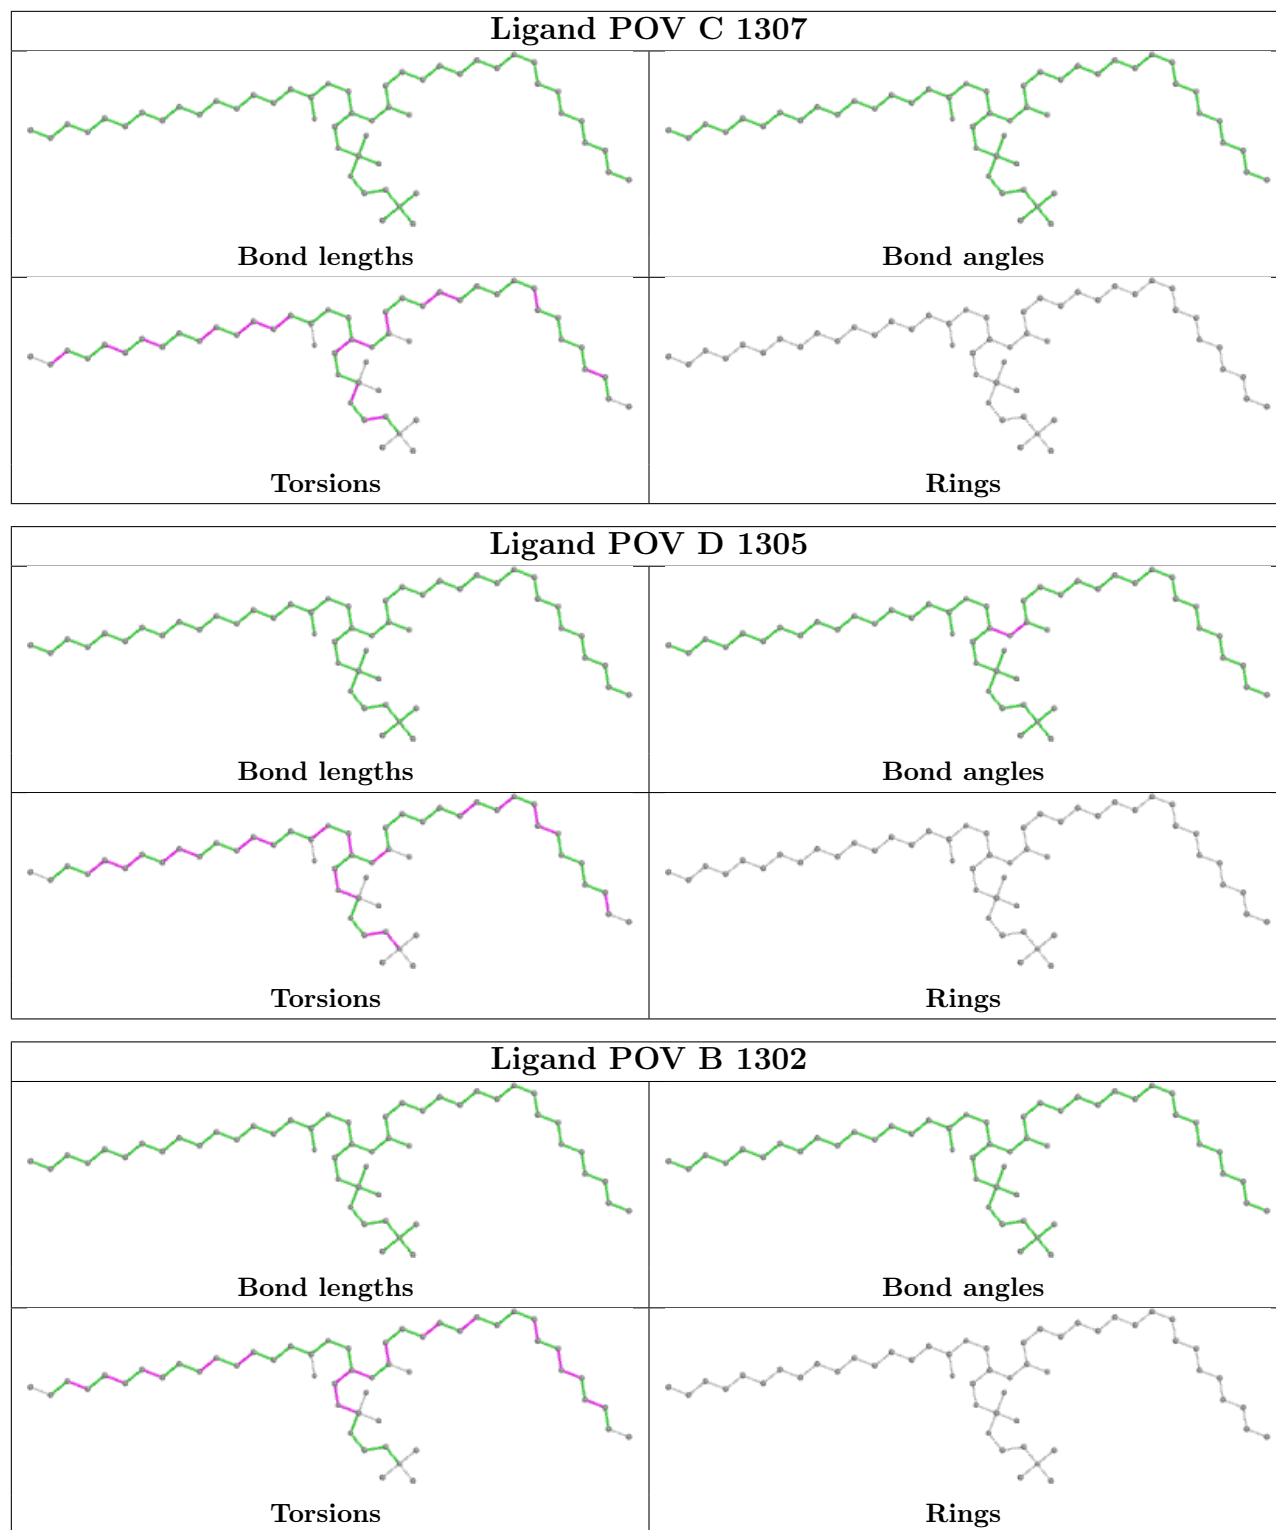 Ligand POV C 1307
Bond lengths
Bond angles
Torsions
Rings
Ligand POV D 1305
Bond lengths
Bond angles
Torsions
Rings
Ligand POV B 1302
Bond lengths
Bond angles
Torsions
Rings